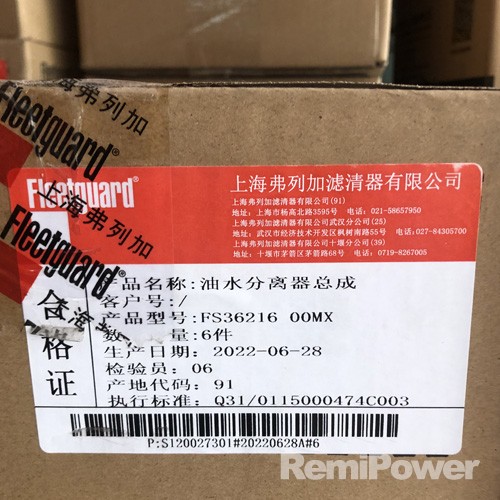 上海弗列加
Fleetguard®
上海弗列加
Fleetguard®
Fleetguard®
上海弗列加滤清器有限公司
上海弗列加滤清器有限公司(91)
地址:上海市杨高北路3595号 电话:021-58657950
上海弗列加滤清器有限公司武汉分公司(25)
地址:武汉市经济技术开发区枫树南路55号 电话:027-84305700
上海弗列加滤清器有限公司十堰分公司(39)
地址:十堰市茅箭区茅箭路68号 电话:0719-8267005
合格证
产品名称:油水分离器总成
客户号:/
产品型号:FS36216 00MX
数 量:6件
生产日期:2022-06-28
检验员:06
产地代码:91
执行标准:Q31/0115000474C003
P:S120027301#20220628A#6
RemiPower